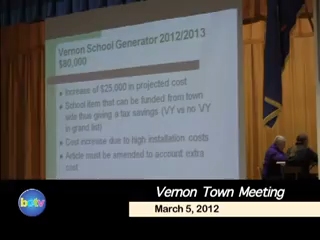 Vernon School Generator 2012/2013
$80,000
Increase of $25,000 in projected cost
School item that can be funded from town
side thus giving a tax savings (VY vs no VY
in grand list)
Cost increase due to high installation costs
Article must be amended to account extra
cost
bctv
Vernon Town Meeting
March 5, 2012